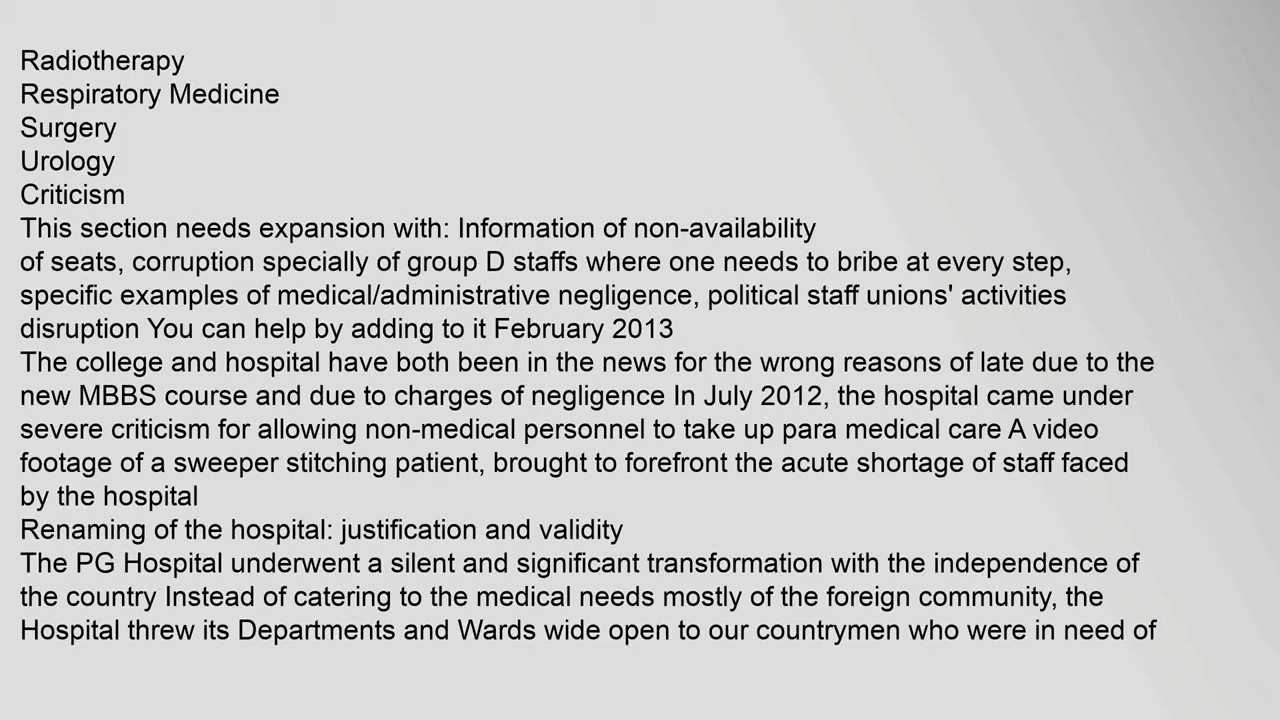 Radiotherapy
Respiratory Medicine
Surgery
Urology
Criticism
This section needs expansion with: Information of non-availability
of seats, corruption specially of group D staffs where one needs to bribe at every step,
specific examples of medical/administrative negligence, political staff unions' activities
disruption You can help by adding to it February 2013
The college and hospital have both been in the news for the wrong reasons of late due to the
new MBBS course and due to charges of negligence In July 2012, the hospital came under
severe criticism for allowing non-medical personnel to take up para medical care A video
footage of a sweeper stitching patient, brought to forefront the acute shortage of staff faced
by the hospital
Renaming of the hospital: justification and validity
The PG Hospital underwent a silent and significant transformation with the independence of
the country Instead of catering to the medical needs mostly of the foreign community, the
Hospital threw its Departments and Wards wide open to our countrymen who were in need of